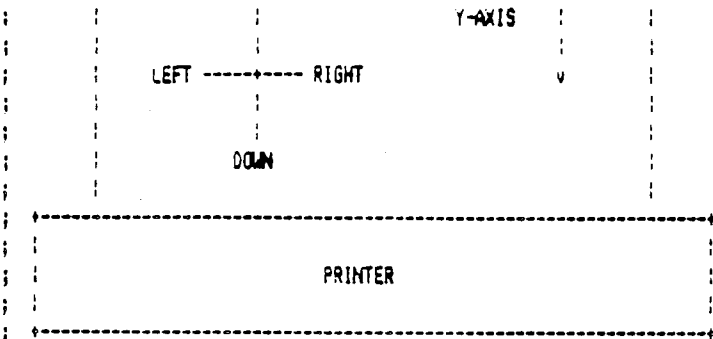 Y-AXIS
LEFT ----+---- RIGHT v
DOWN
PRINTER